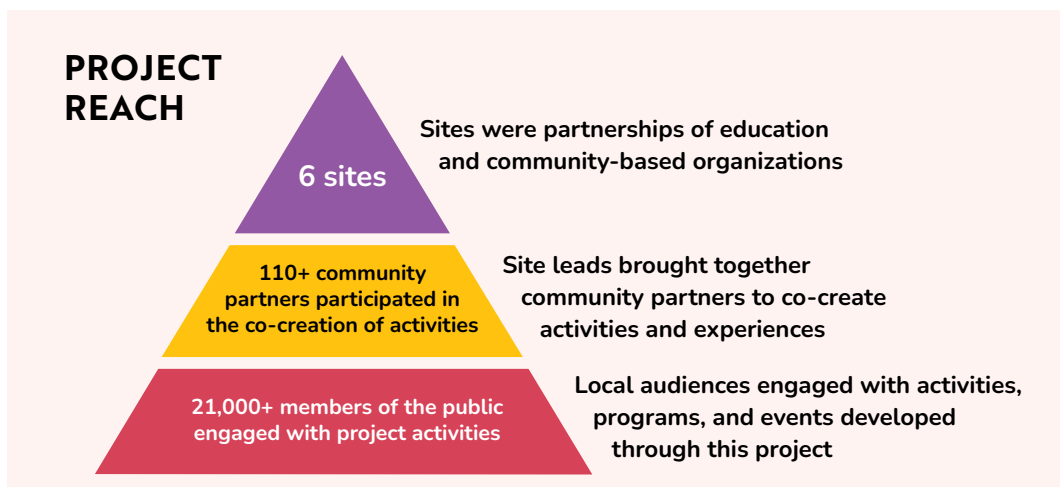 PROJECT
REACH
6 sites
Sites were partnerships of education
and community-based organizations
110+ community
partners participated in
the co-creation of activities
Site leads brought together
community partners to co-create
activities and experiences
21,000+ members of the public
engaged with project activities
Local audiences engaged with activities,
programs, and events developed
through this project